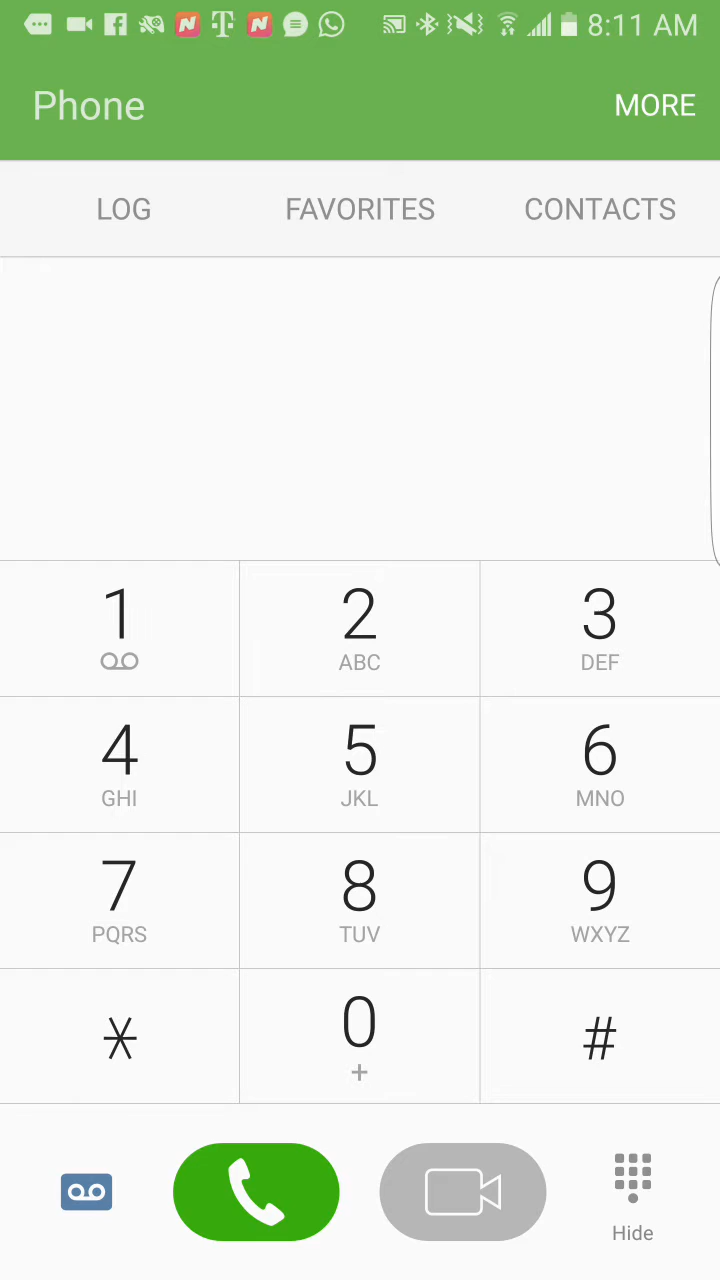 8:11 AM
Phone
MORE
LOG FAVORITES CONTACTS
1 2 3
ABC DEF
4 5 6
GHI JKL MNO
7 8 9
PQRS TUV WXYZ
* 0 #
+
Hide